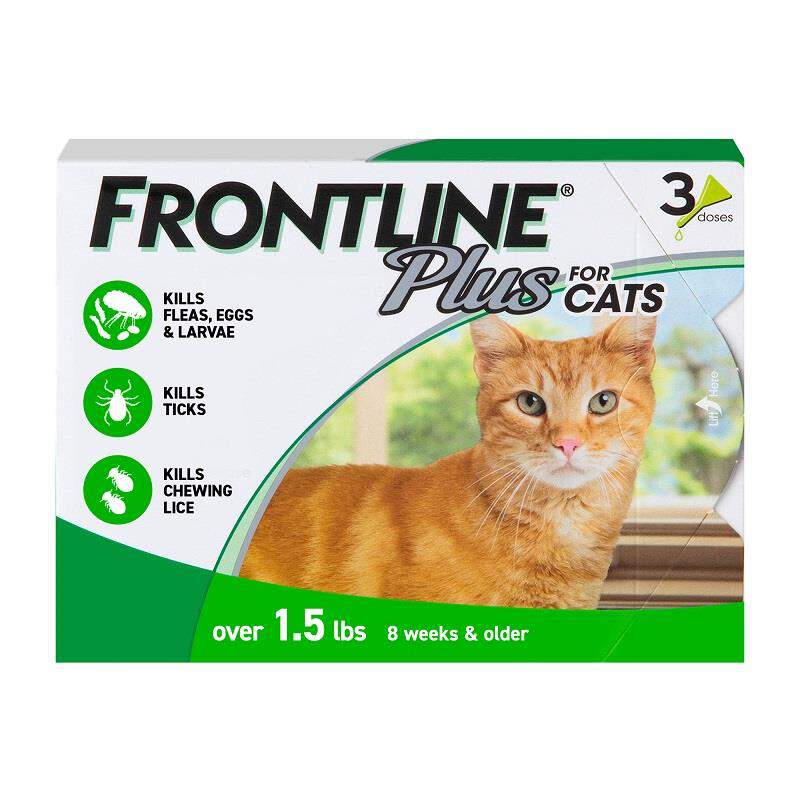 FRONTLINE®
Plus FOR CATS
3 doses
KILLS
FLEAS, EGGS
& LARVAE
KILLS
TICKS
KILLS
CHEWING
LICE
Lift Here
over 1.5 lbs 8 weeks & older